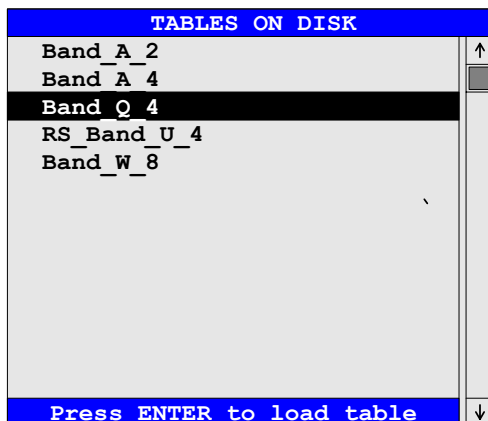 TABLES ON DISK
Band_A_2
Band_A_4
Band_Q_4
RS_Band_U_4
Band_W_8
Press ENTER to load table